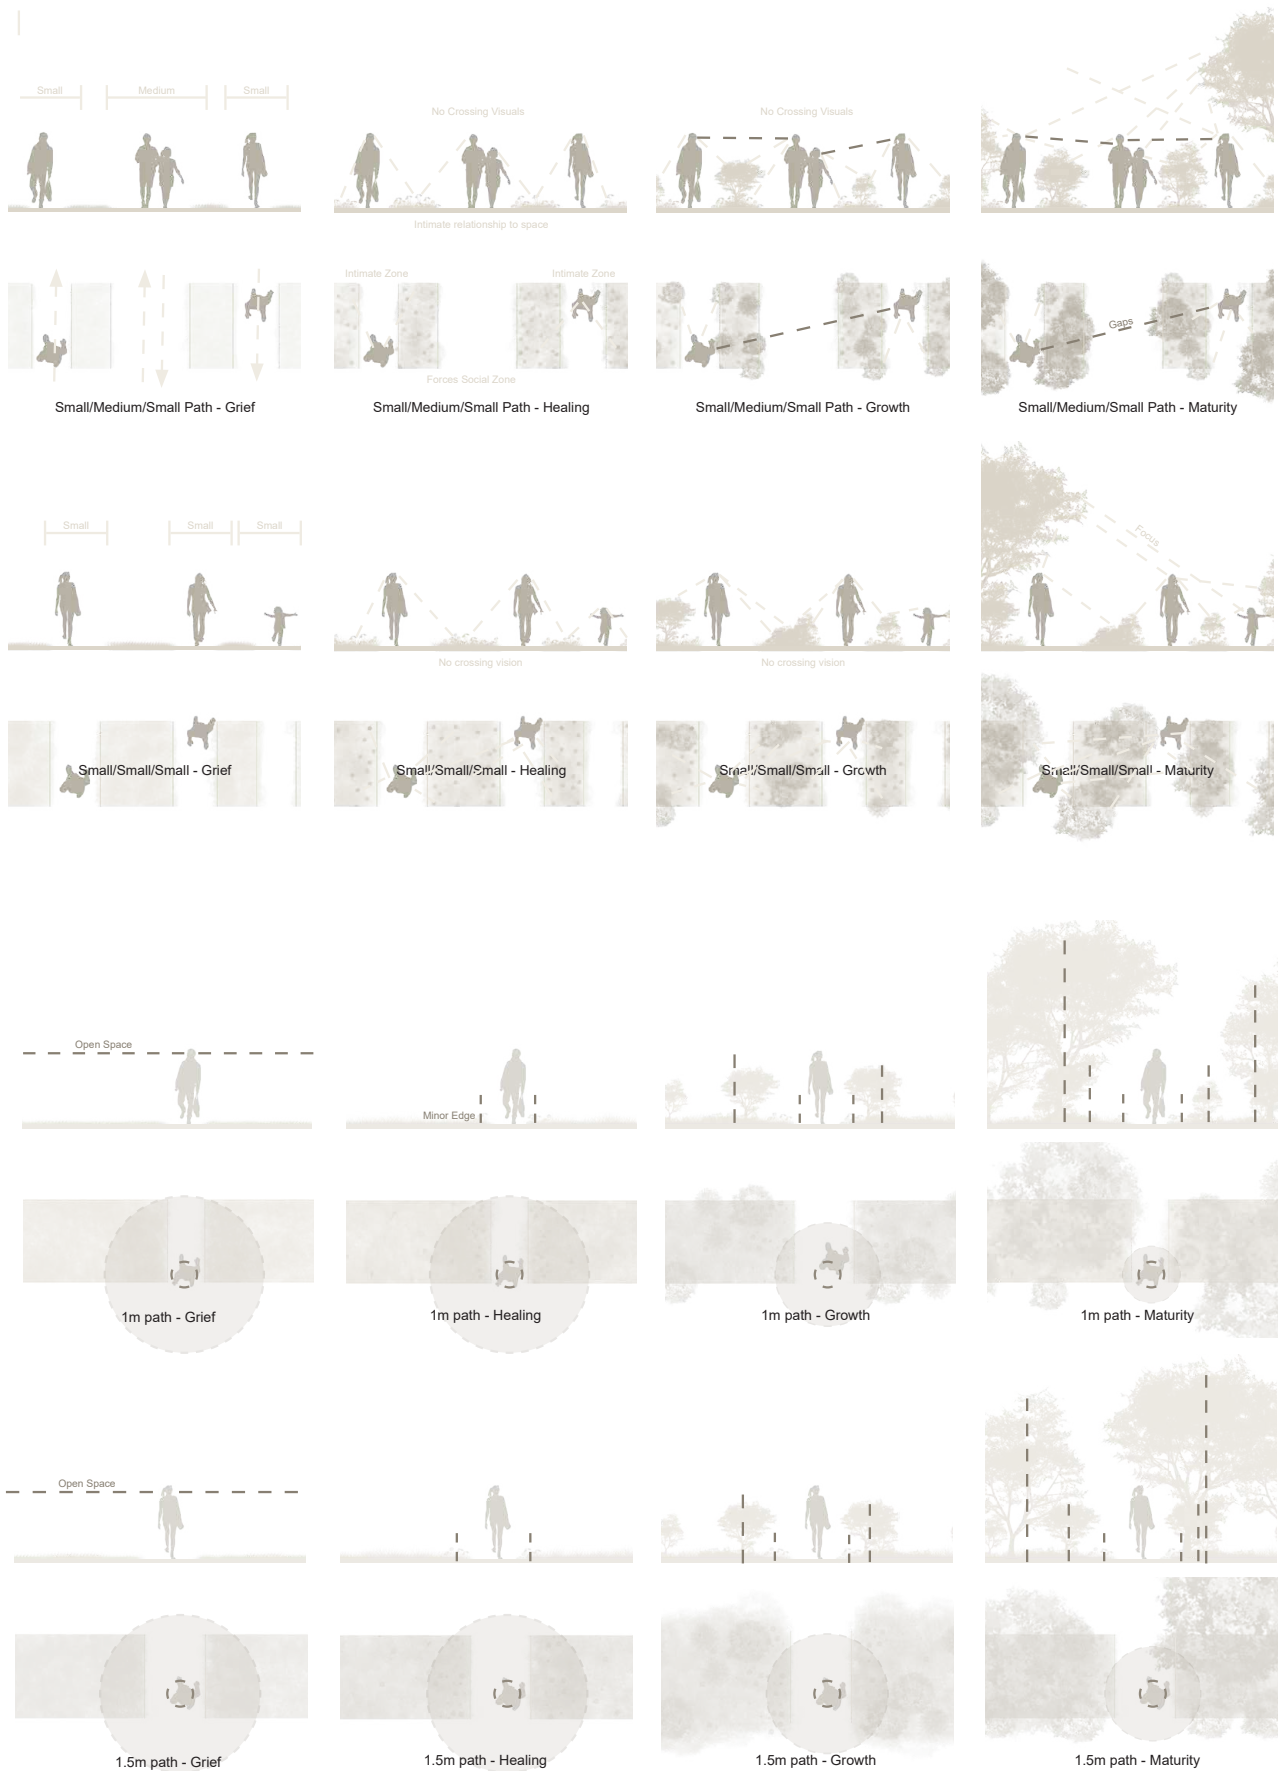 Small
Medium
Small
No Crossing Visuals
No Crossing Visuals
Intimate relationship to space
Intimate Zone
Intimate Zone
Gaps
Forces Social Zone
Small/Medium/Small Path - Grief
Small/Medium/Small Path - Healing
Small/Medium/Small Path - Growth
Small/Medium/Small Path - Maturity
Small
Small
Small
Focus
No crossing vision
No crossing vision
Small/Small/Small - Grief
Small/Small/Small - Healing
Small/Small/Small - Growth
Small/Small/Small - Maturity
Open Space
Minor Edge
1m path - Grief
1m path - Healing
1m path - Growth
1m path - Maturity
Open Space
1.5m path - Grief
1.5m path - Healing
1.5m path - Growth
1.5m path - Maturity